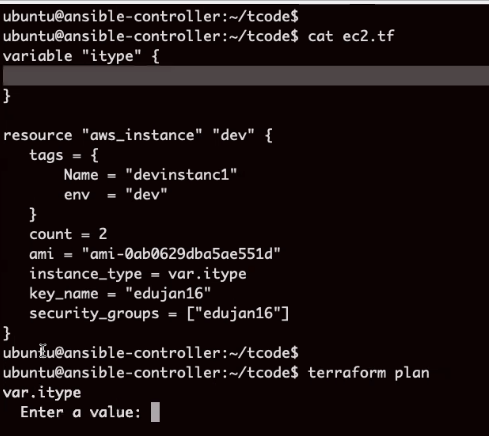 ubuntu@ansible-controller:~/tcode$
ubuntu@ansible-controller:~/tcode$ cat ec2.tf
variable "itype" {
}
resource "aws_instance" "dev" {
tags = {
Name = "devinstanc1"
env = "dev"
}
count = 2
ami = "ami-0ab0629dba5ae551d"
instance_type = var.itype
key_name = "edujan16"
security_groups = ["edujan16"]
}
ubuntu@ansible-controller:~/tcode$
ubuntu@ansible-controller:~/tcode$ terraform plan
var.itype
Enter a value: